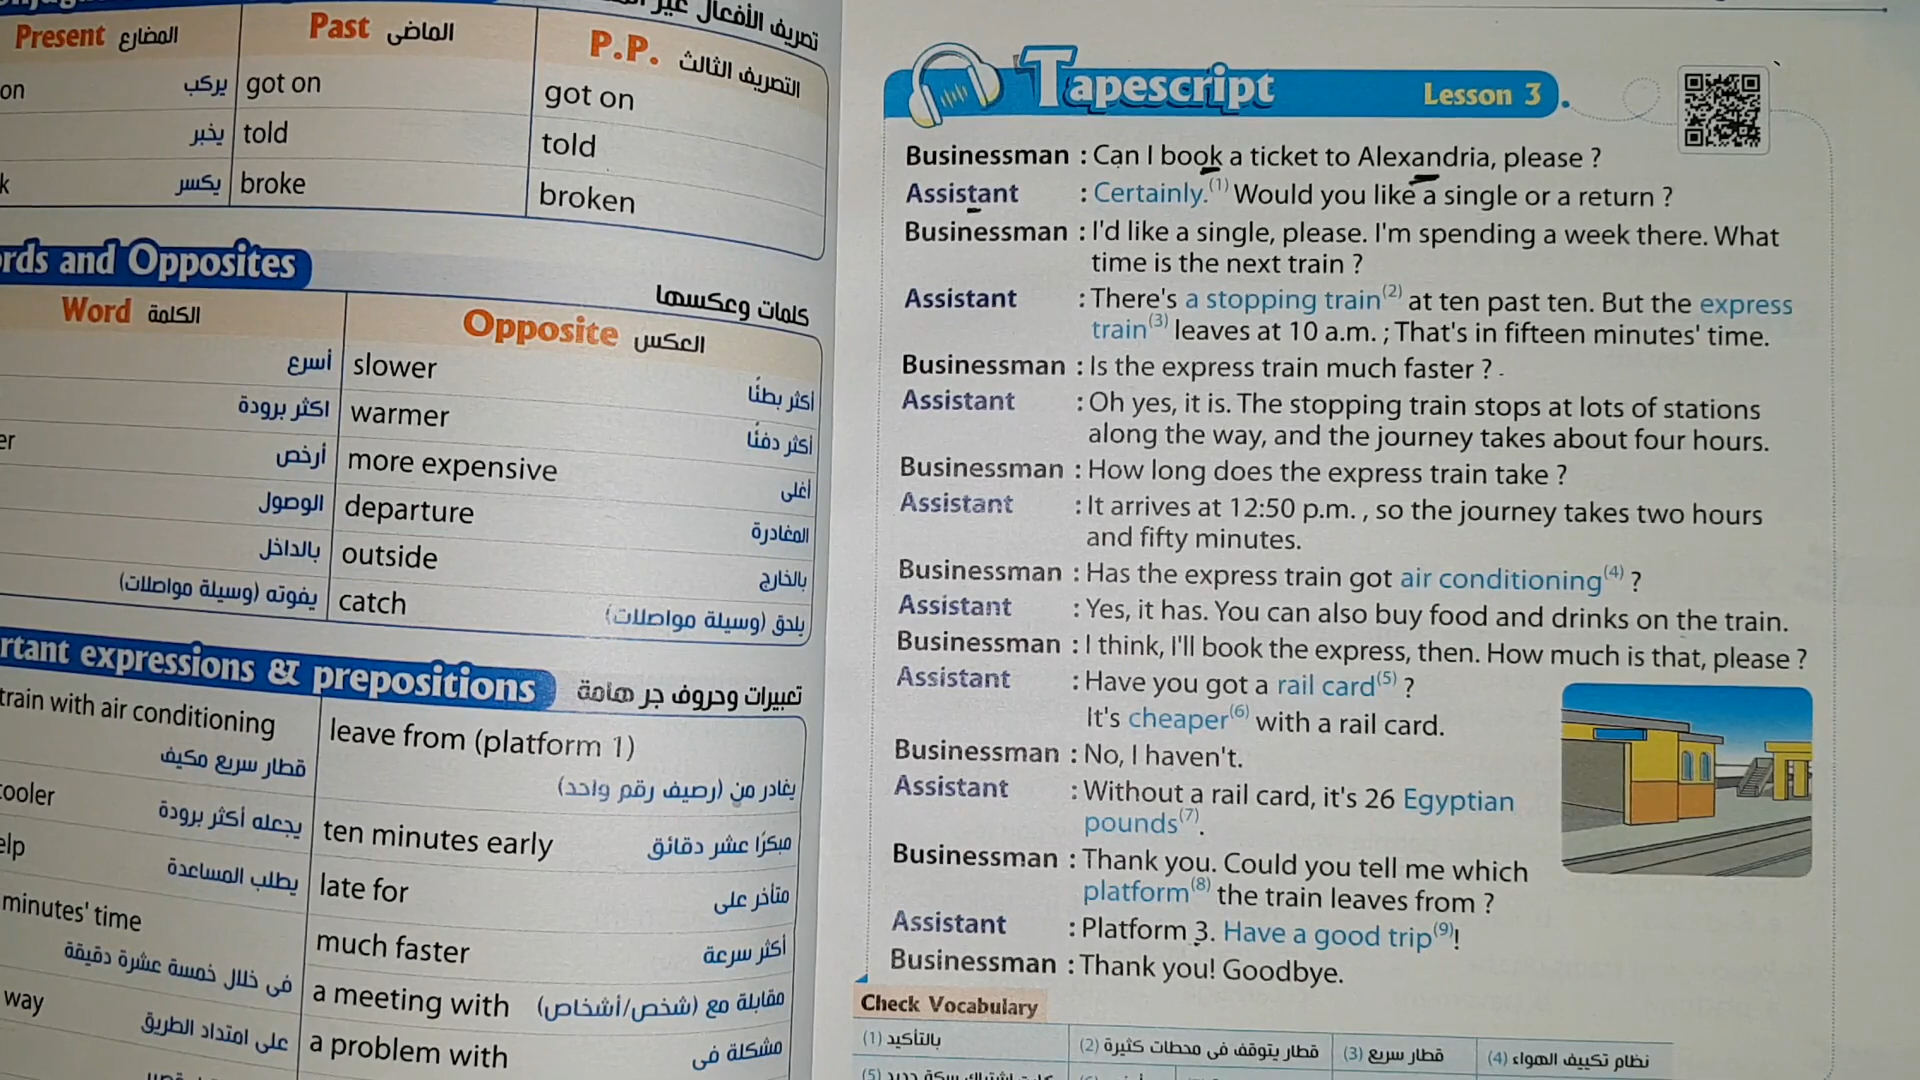 تصريف الأفعال غير
Present المضارع Past الماضى P.P. التصريف الثالث
on يركب got on got on
يخبر told told
k يكسر broke broken
rds and Opposites كلمات وعكسها
Word الكلمة Opposite العكس
أسرع slower أكثر بطئًا
اكثر برودة warmer أكثر دفئًا
er أرخص more expensive أغلى
الوصول departure المغادرة
بالداخل outside بالخارج
يفوته (وسيلة مواصلات) catch يلحق (وسيلة مواصلات)
rtant expressions & prepositions تعبيرات وحروف جر هامة
train with air conditioning leave from (platform 1)
قطار سريع مكيف يغادر من (رصيف رقم واحد)
cooler يجعله أكثر برودة ten minutes early مبكرًا عشر دقائق
elp يطلب المساعدة late for متأخر على
minutes' time much faster أكثر سرعة
فى خلال خمسة عشرة دقيقة a meeting with مقابلة مع (شخص/أشخاص)
way على امتداد الطريق a problem with مشكلة فى
Tapescript Lesson 3
Businessman : Can I book a ticket to Alexandria, please ?
Assistant : Certainly.(1) Would you like a single or a return ?
Businessman : I'd like a single, please. I'm spending a week there. What
time is the next train ?
Assistant : There's a stopping train(2) at ten past ten. But the express
train(3) leaves at 10 a.m. ; That's in fifteen minutes' time.
Businessman : Is the express train much faster ?
Assistant : Oh yes, it is. The stopping train stops at lots of stations
along the way, and the journey takes about four hours.
Businessman : How long does the express train take ?
Assistant : It arrives at 12:50 p.m. , so the journey takes two hours
and fifty minutes.
Businessman : Has the express train got air conditioning(4) ?
Assistant : Yes, it has. You can also buy food and drinks on the train.
Businessman : I think, I'll book the express, then. How much is that, please ?
Assistant : Have you got a rail card(5) ?
It's cheaper(6) with a rail card.
Businessman : No, I haven't.
Assistant : Without a rail card, it's 26 Egyptian
pounds(7).
Businessman : Thank you. Could you tell me which
platform(8) the train leaves from ?
Assistant : Platform 3. Have a good trip(9)!
Businessman : Thank you! Goodbye.
Check Vocabulary
(1) بالتأكيد (2) قطار يتوقف فى محطات كثيرة (3) قطار سريع (4) نظام تكييف الهواء
(5)